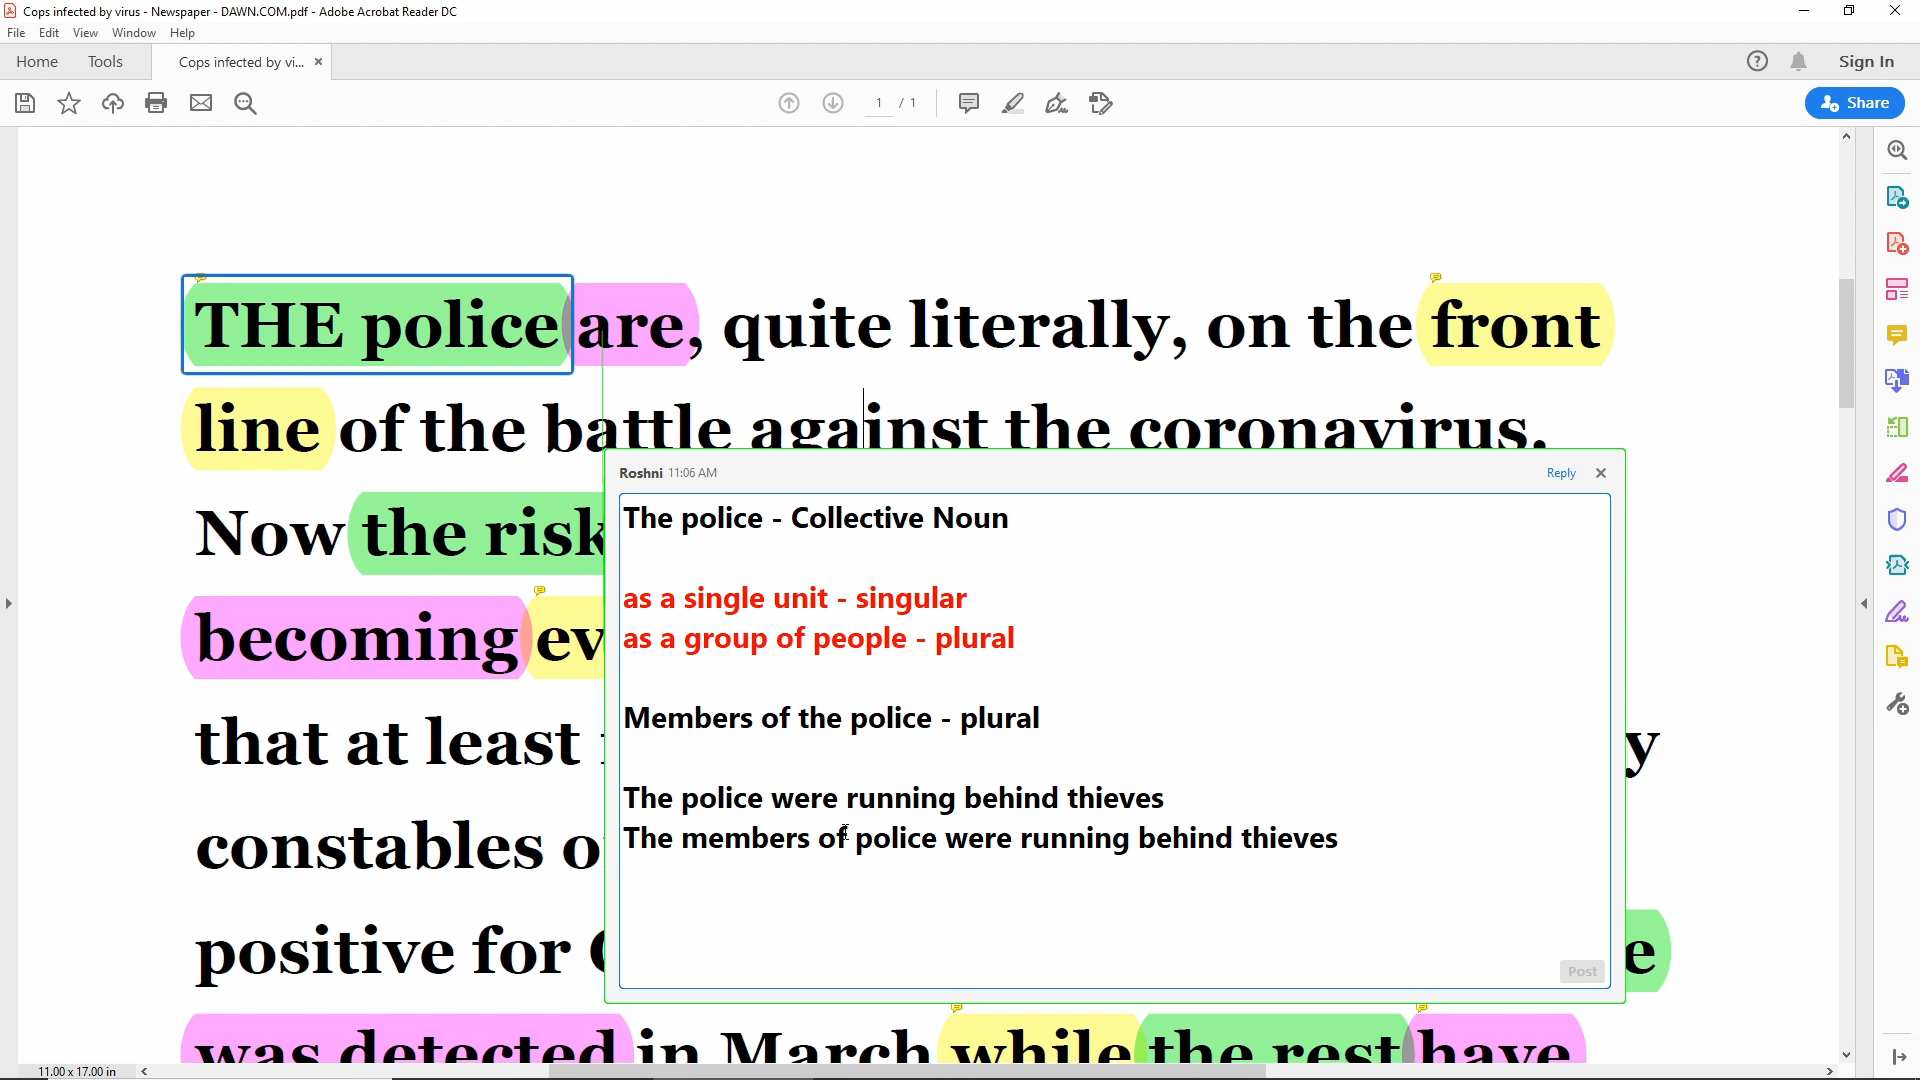 Cops infected by virus - Newspaper - DAWN.COM.pdf - Adobe Acrobat Reader DC
File Edit View Window Help
Home Tools Cops infected by vi... × Sign In
1 / 1 Share
THE police are, quite literally, on the front
line of the battle against the coronavirus.
Now the risk
becoming ev
that at least y
constables o
positive for e
was detected in March while the rest have
Roshni 11:06 AM Reply
The police - Collective Noun
as a single unit - singular
as a group of people - plural
Members of the police - plural
The police were running behind thieves
The members of police were running behind thieves
Post
11.00 x 17.00 in